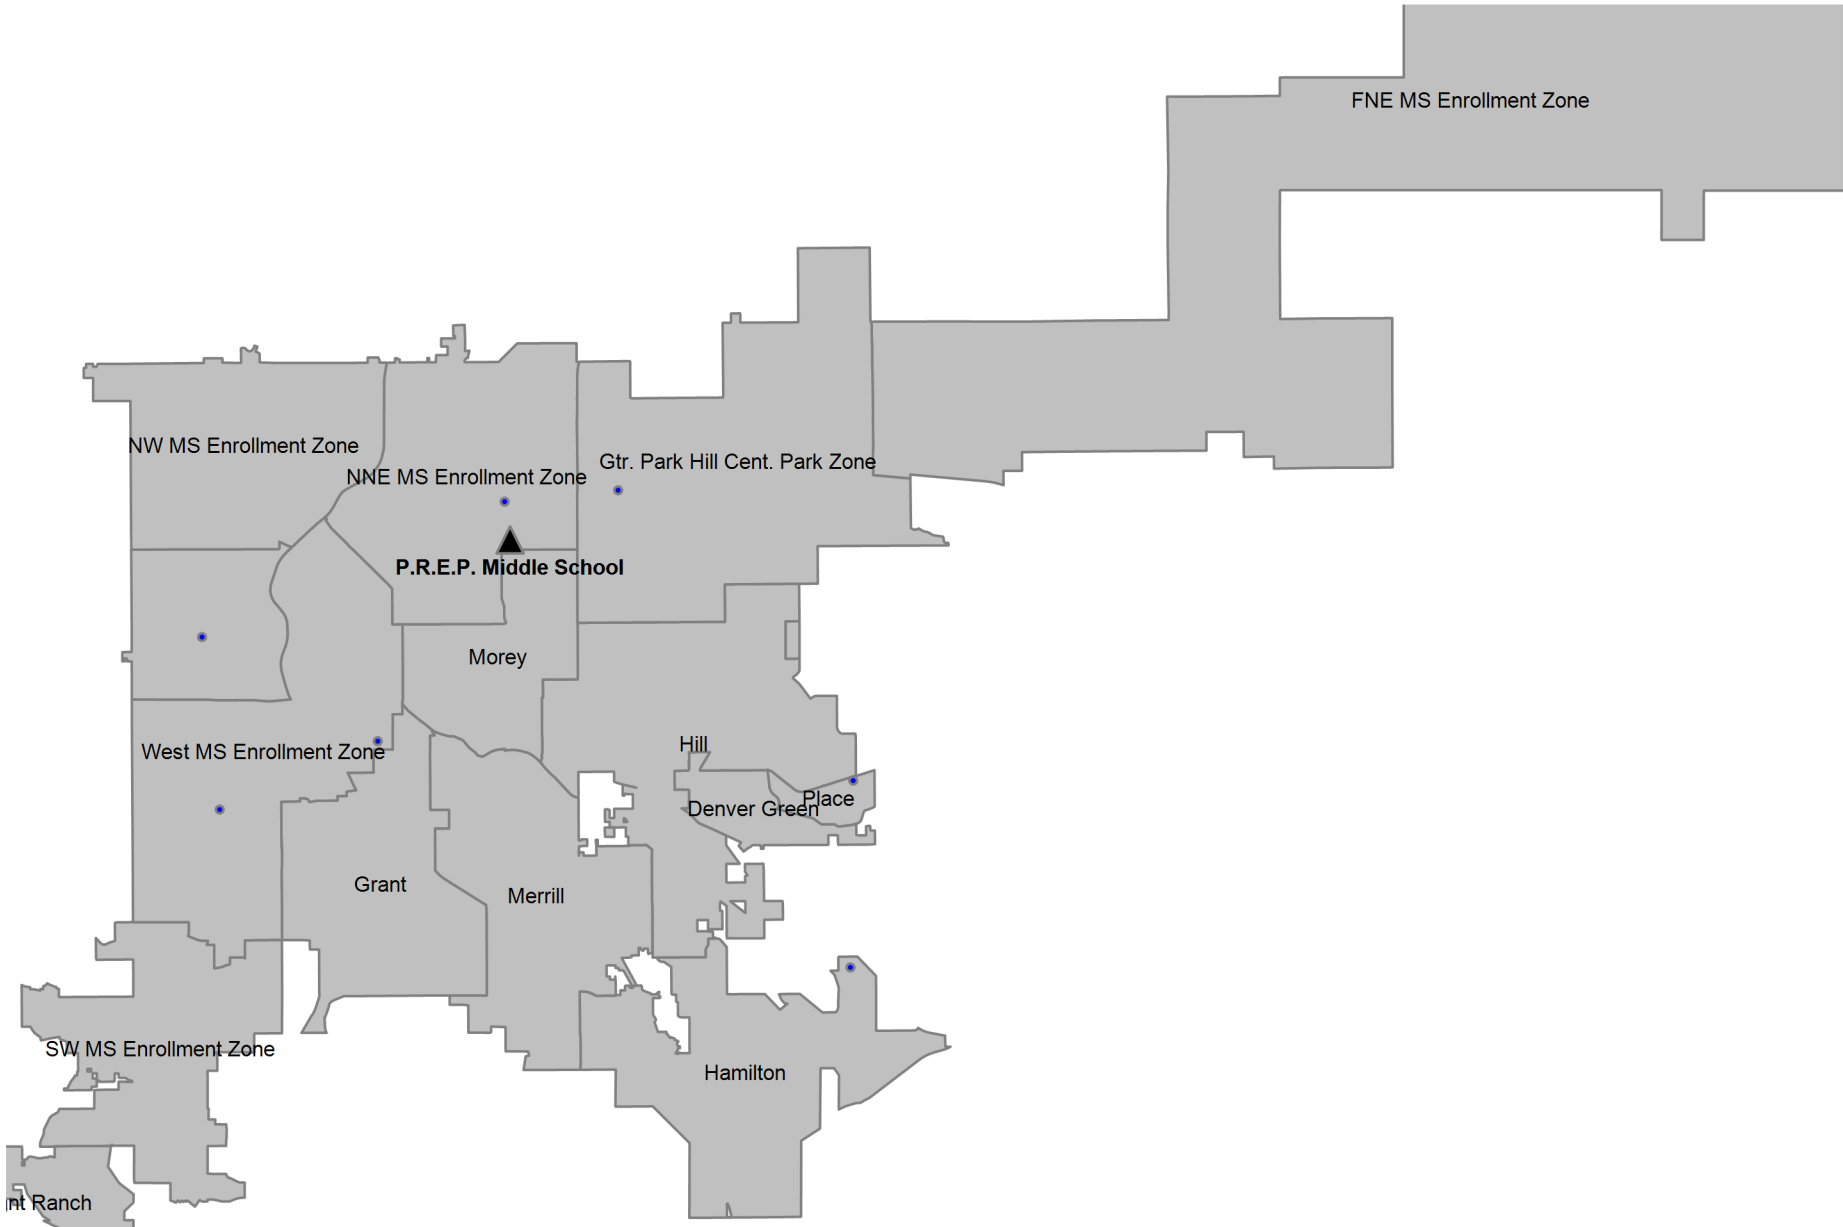 FNE MS Enrollment Zone
NW MS Enrollment Zone
Gtr. Park Hill Cent. Park Zone
NNE MS Enrollment Zone
P.R.E.P. Middle School
Morey
Hill
West MS Enrollment Zone
Place
Denver Green
Grant
Merrill
SW MS Enrollment Zone
Hamilton
nt Ranch